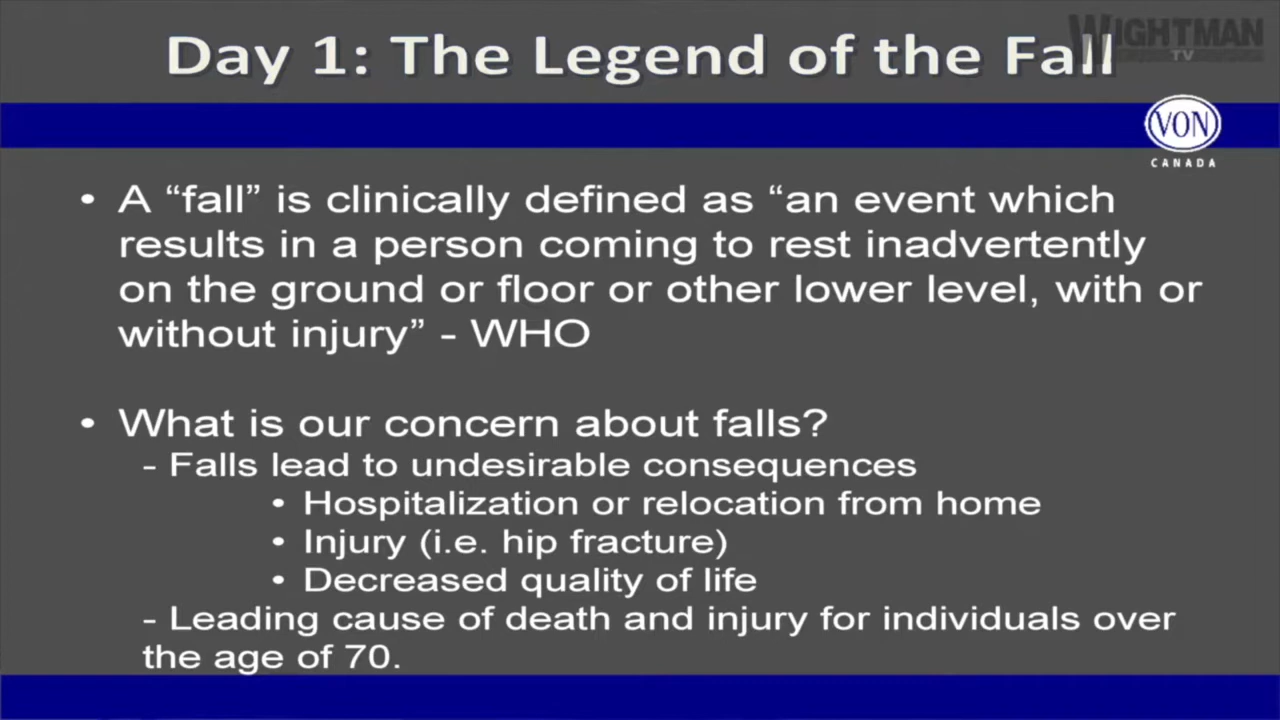 WIGHTMAN
TV
Day 1: The Legend of the Fall
VON
CANADA
• A “fall” is clinically defined as “an event which
results in a person coming to rest inadvertently
on the ground or floor or other lower level, with or
without injury” - WHO
• What is our concern about falls?
- Falls lead to undesirable consequences
• Hospitalization or relocation from home
• Injury (i.e. hip fracture)
• Decreased quality of life
- Leading cause of death and injury for individuals over
the age of 70.